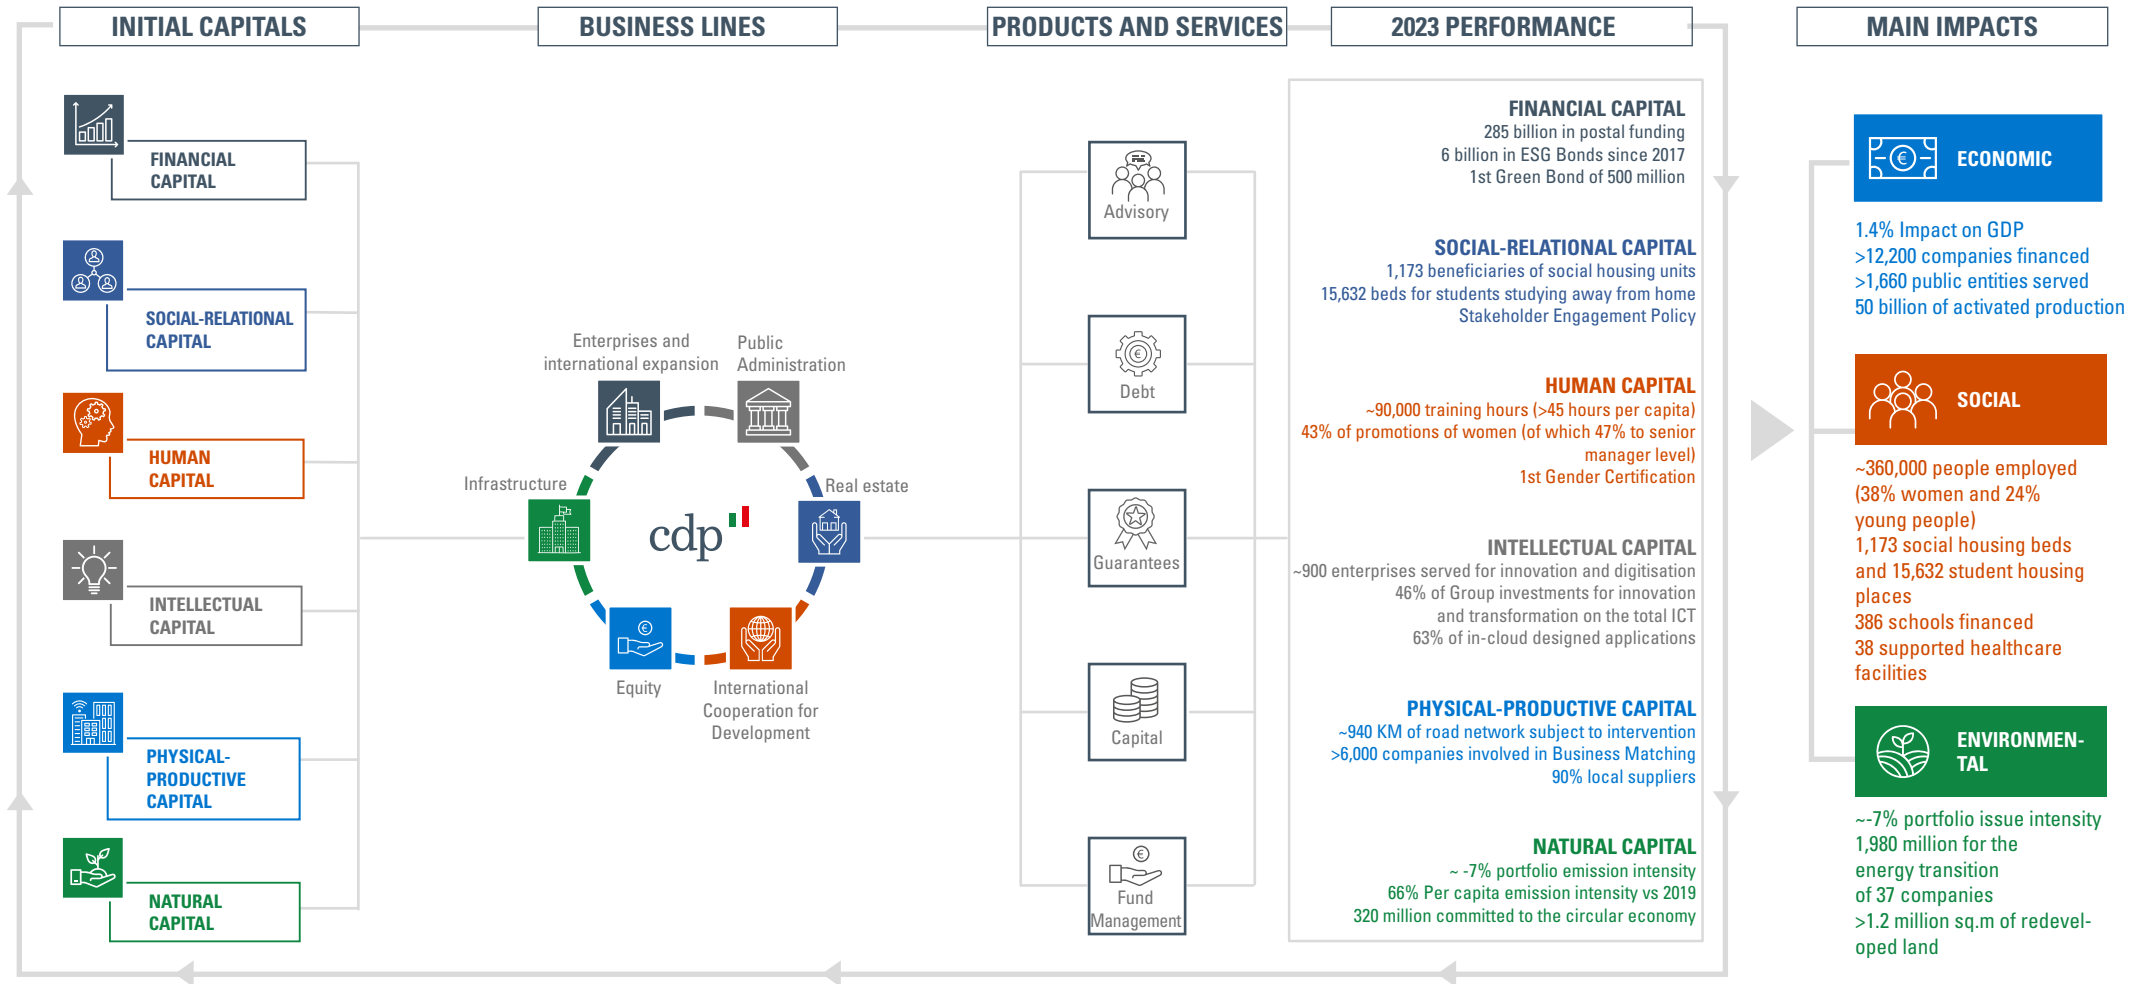 INITIAL CAPITALS
BUSINESS LINES
PRODUCTS AND SERVICES
2023 PERFORMANCE
MAIN IMPACTS
FINANCIAL
CAPITAL
SOCIAL-RELATIONAL
CAPITAL
HUMAN
CAPITAL
INTELLECTUAL
CAPITAL
PHYSICAL-
PRODUCTIVE
CAPITAL
NATURAL
CAPITAL
Enterprises and
international expansion
Public
Administration
Infrastructure
Real estate
cdp
Equity
International
Cooperation for
Development
Advisory
Debt
Guarantees
Capital
Fund
Management
FINANCIAL CAPITAL
285 billion in postal funding
6 billion in ESG Bonds since 2017
1st Green Bond of 500 million
SOCIAL-RELATIONAL CAPITAL
1,173 beneficiaries of social housing units
15,632 beds for students studying away from home
Stakeholder Engagement Policy
HUMAN CAPITAL
~90,000 training hours (>45 hours per capita)
43% of promotions of women (of which 47% to senior
manager level)
1st Gender Certification
INTELLECTUAL CAPITAL
~900 enterprises served for innovation and digitisation
46% of Group investments for innovation
and transformation on the total ICT
63% of in-cloud designed applications
PHYSICAL-PRODUCTIVE CAPITAL
~940 KM of road network subject to intervention
>6,000 companies involved in Business Matching
90% local suppliers
NATURAL CAPITAL
~ -7% portfolio emission intensity
66% Per capita emission intensity vs 2019
320 million committed to the circular economy
ECONOMIC
1.4% Impact on GDP
>12,200 companies financed
>1,660 public entities served
50 billion of activated production
SOCIAL
~360,000 people employed
(38% women and 24%
young people)
1,173 social housing beds
and 15,632 student housing
places
386 schools financed
38 supported healthcare
facilities
ENVIRONMEN-
TAL
~-7% portfolio issue intensity
1,980 million for the
energy transition
of 37 companies
>1.2 million sq.m of redevel-
oped land